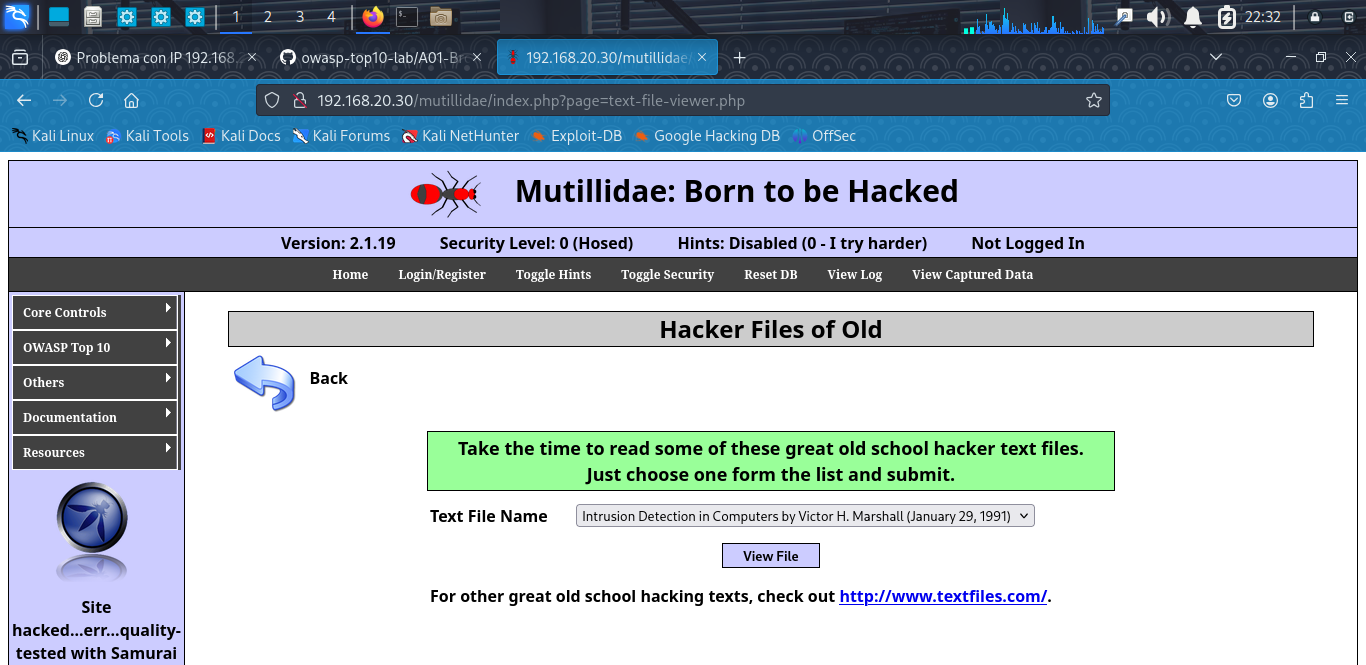 1 2 3 4 22:32
Problema con IP 192.168.2 owasp-top10-lab/A01-Bro 192.168.20.30/mutillidae/
192.168.20.30/mutillidae/index.php?page=text-file-viewer.php
Kali Linux Kali Tools Kali Docs Kali Forums Kali NetHunter Exploit-DB Google Hacking DB OffSec
Mutillidae: Born to be Hacked
Version: 2.1.19 Security Level: 0 (Hosed) Hints: Disabled (0 - I try harder) Not Logged In
Home Login/Register Toggle Hints Toggle Security Reset DB View Log View Captured Data
Core Controls
OWASP Top 10
Others
Documentation
Resources
Site
hacked...err...quality-
tested with Samurai
Hacker Files of Old
Back
Take the time to read some of these great old school hacker text files.
Just choose one form the list and submit.
Text File Name Intrusion Detection in Computers by Victor H. Marshall (January 29, 1991)
View File
For other great old school hacking texts, check out http://www.textfiles.com/.